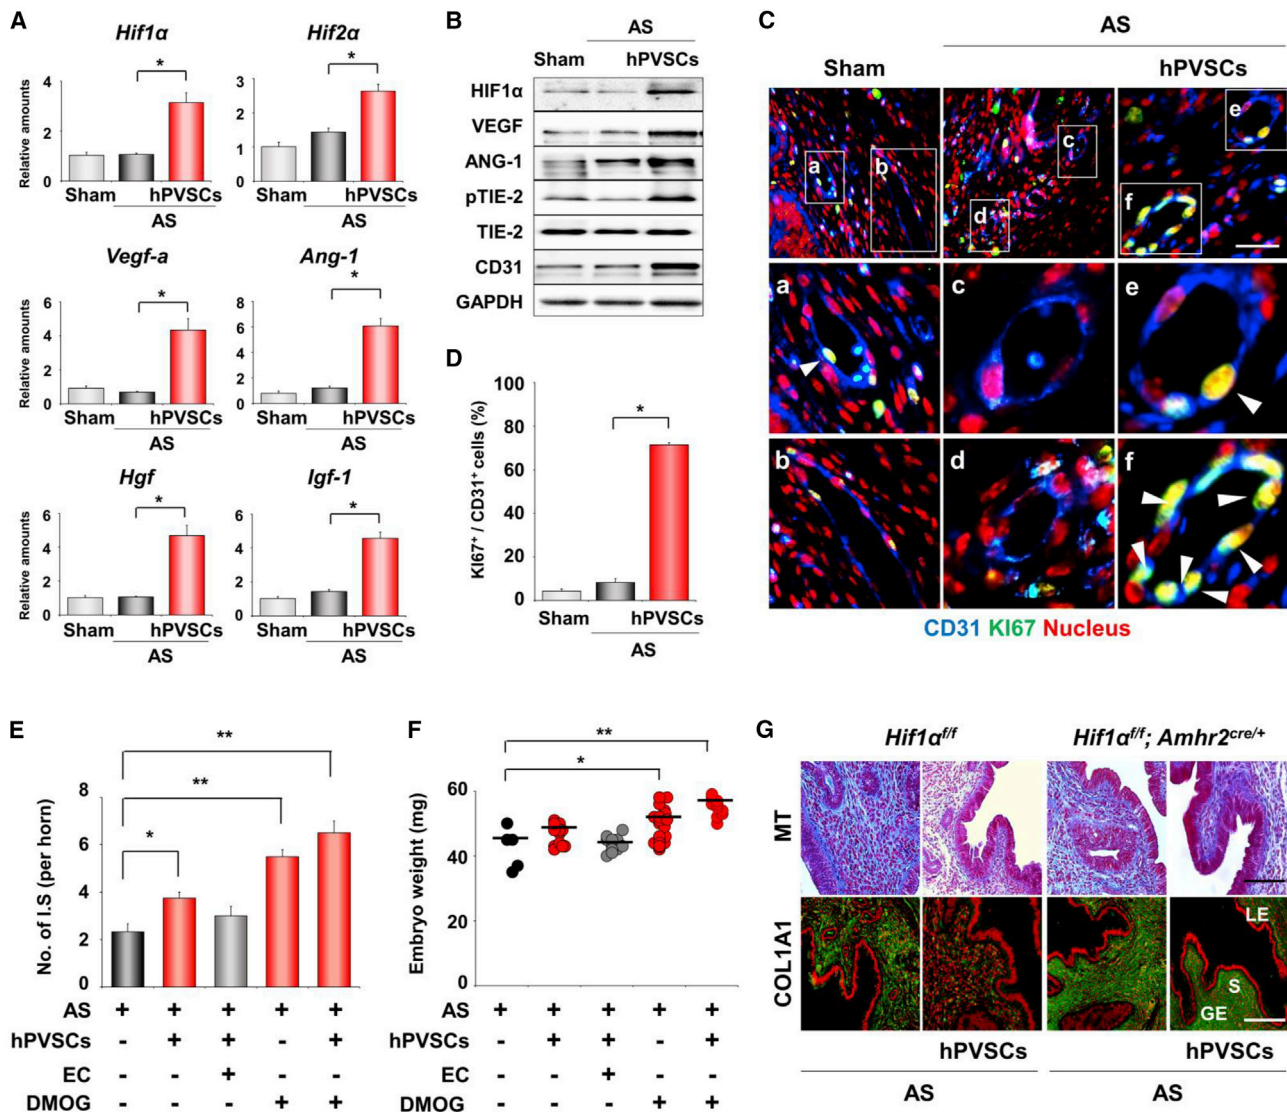 A
Hif1α
Hif2α
Relative amounts
6
4
2
0
*
3
2
1
0
*
Sham
hPVSCs
AS
Sham
hPVSCs
AS
Vegf-a
Ang-1
Relative amounts
6
4
2
0
*
8
6
4
2
0
*
Sham
hPVSCs
AS
Sham
hPVSCs
AS
Hgf
Igf-1
Relative amounts
6
4
2
0
*
6
4
2
0
*
Sham
hPVSCs
AS
Sham
hPVSCs
AS
B
AS
Sham
hPVSCs
HIF1α
VEGF
ANG-1
pTIE-2
TIE-2
CD31
GAPDH
C
AS
Sham
hPVSCs
a
b
c
d
e
f
a
c
e
b
d
f
CD31 KI67 Nucleus
D
KI67⁺ / CD31⁺ cells (%)
100
80
60
40
20
0
*
Sham
hPVSCs
AS
E
No. of I.S (per horn)
8
6
4
2
0
**
**
*
AS + + + + +
hPVSCs - + + - +
EC - - + - -
DMOG - - - + +
F
Embryo weight (mg)
60
40
20
0
**
*
AS + + + + +
hPVSCs - + + - +
EC - - + - -
DMOG - - - + +
G
Hif1α^f/f
Hif1α^f/f; Amhr2^cre/+
MT
COL1A1
LE
S
GE
hPVSCs
hPVSCs
AS
AS